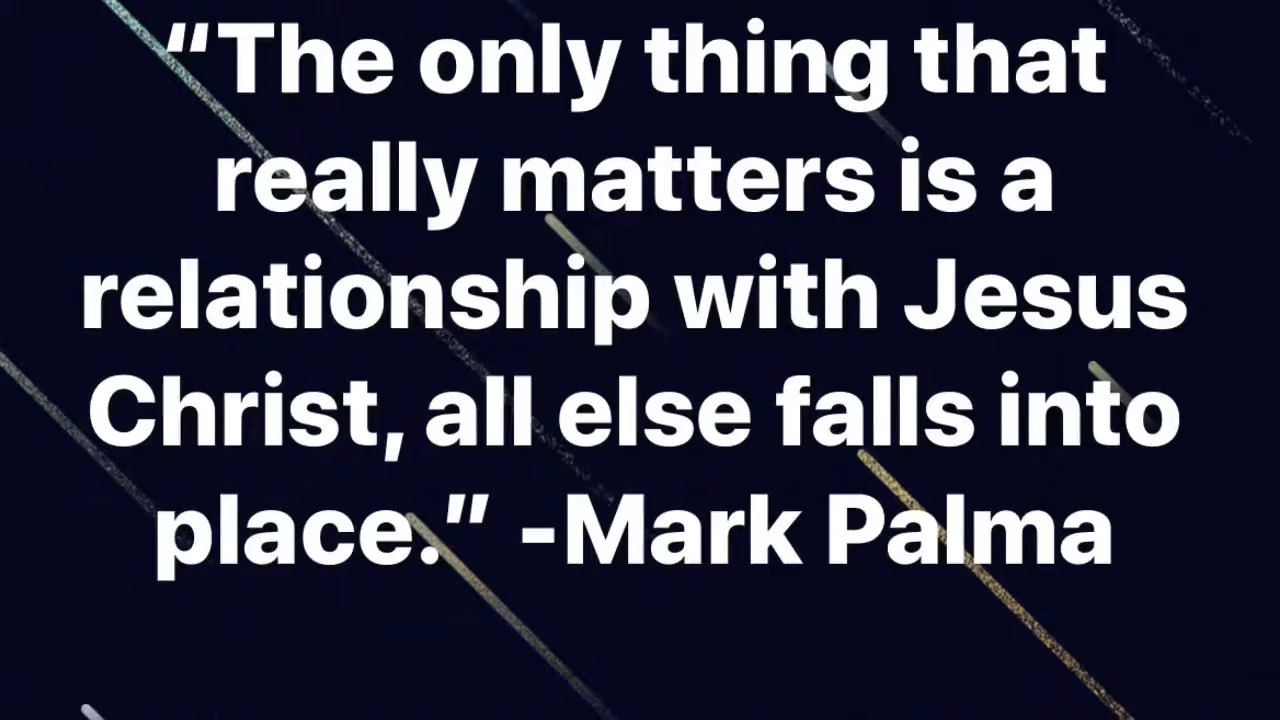 “The only thing that
really matters is a
relationship with Jesus
Christ, all else falls into
place.” -Mark Palma